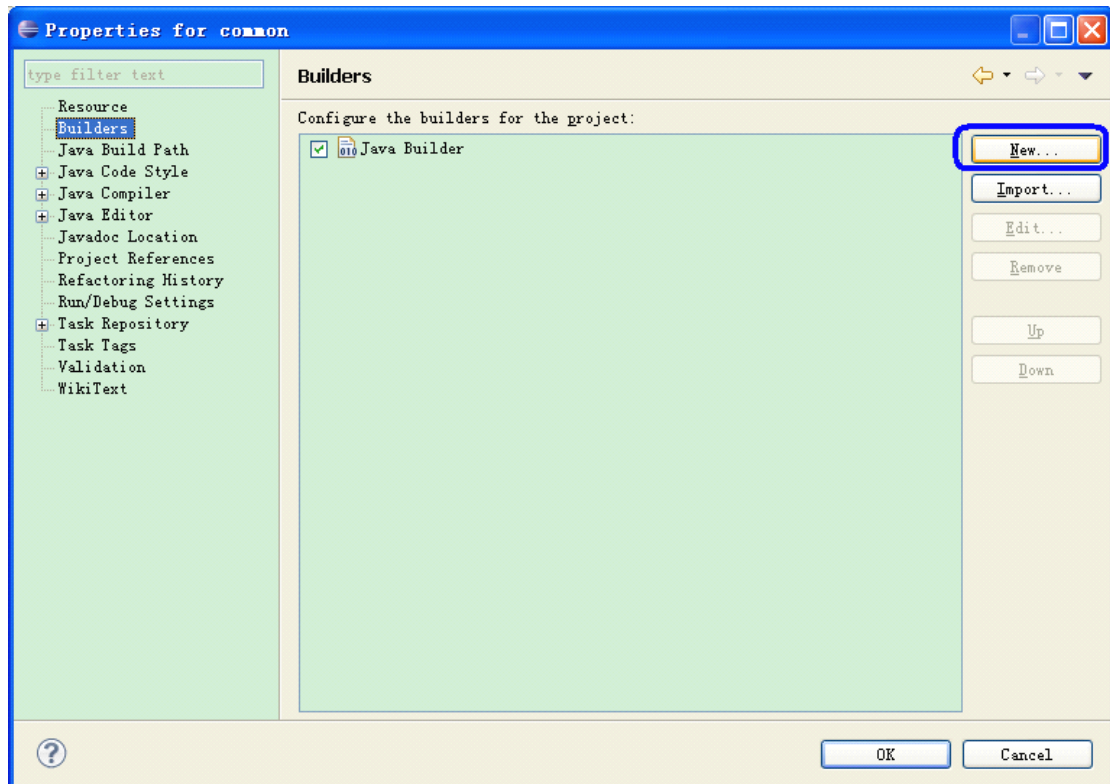 Properties for common
type filter text
Resource
Builders
Java Build Path
Java Code Style
Java Compiler
Java Editor
Javadoc Location
Project References
Refactoring History
Run/Debug Settings
Task Repository
Task Tags
Validation
WikiText
Builders
Configure the builders for the project:
010 Java Builder
New...
Import...
Edit...
Remove
Up
Down
?
OK
Cancel